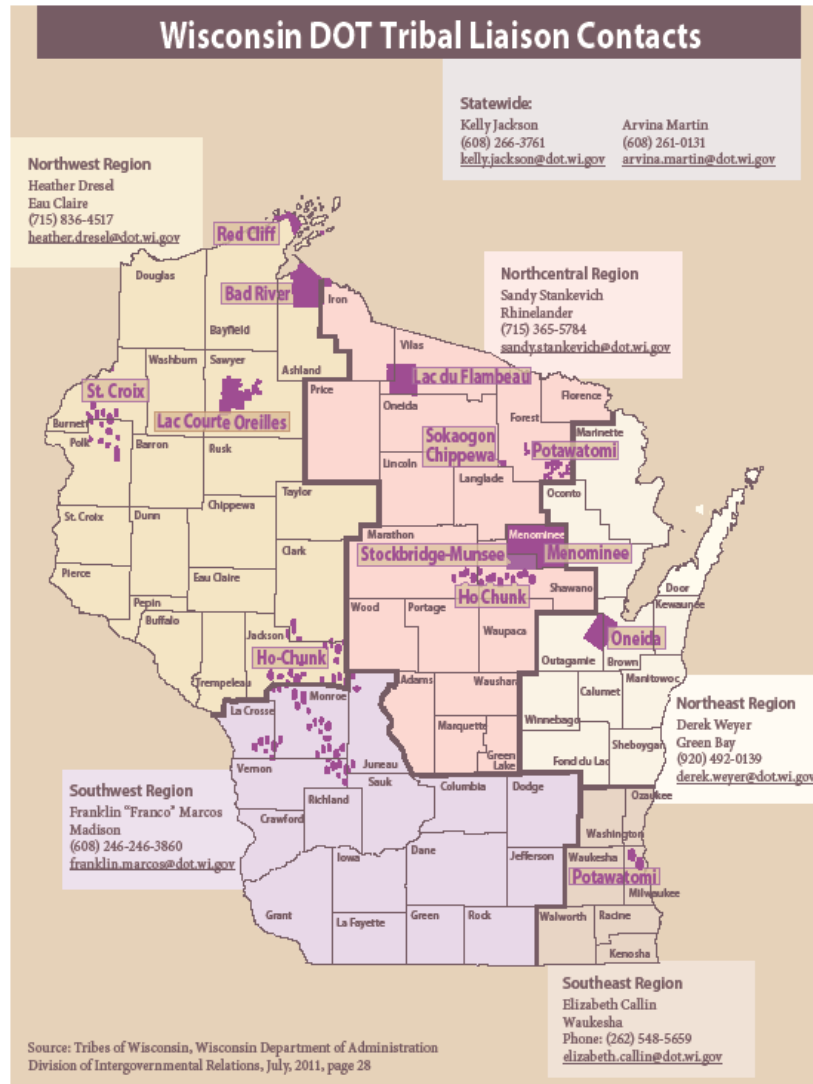 Wisconsin DOT Tribal Liaison Contacts
Statewide:
Kelly Jackson
(608) 266-3761
kelly.jackson@dot.wi.gov
Arvina Martin
(608) 261-0131
arvina.martin@dot.wi.gov
Northwest Region
Heather Dresel
Eau Claire
(715) 836-4517
heather.dresel@dot.wi.gov
Northcentral Region
Sandy Stankevich
Rhinelander
(715) 365-5784
sandy.stankevich@dot.wi.gov
Red Cliff
Douglas
Bad River
Iron
Bayfield
Vilas
Washburn
Sawyer
Ashland
St. Croix
Price
Lac du Flambeau
Florence
Oneida
Forest
Lac Courte Oreilles
Burnett
Polk
Barron
Rusk
Sokaogon
Chippewa
Potawatomi
Marinette
Lincoln
Langlade
Oconto
Taylor
St. Croix
Dunn
Chippewa
Marathon
Menominee
Clark
Stockbridge-Munsee
Menominee
Pierce
Eau Claire
Ho Chunk
Shawano
Door
Pepin
Buffalo
Wood
Portage
Kewaunee
Jackson
Waupaca
Oneida
Ho-Chunk
Outagamie
Brown
Trempeleau
Monroe
Adams
Waushara
Calumet
Manitowoc
La Crosse
Marquette
Winnebago
Green
Lake
Sheboygan
Juneau
Fond du Lac
Vernon
Northeast Region
Derek Weyer
Green Bay
(920) 492-0139
derek.weyer@dot.wi.gov
Southwest Region
Franklin "Franco" Marcos
Madison
(608) 246-246-3860
franklin.marcos@dot.wi.gov
Sauk
Columbia
Dodge
Ozaukee
Richland
Crawford
Washington
Iowa
Dane
Jefferson
Waukesha
Potawatomi
Milwaukee
Grant
La Fayette
Green
Rock
Walworth
Racine
Kenosha
Southeast Region
Elizabeth Callin
Waukesha
Phone: (262) 548-5659
elizabeth.callin@dot.wi.gov
Source: Tribes of Wisconsin, Wisconsin Department of Administration
Division of Intergovernmental Relations, July, 2011, page 28